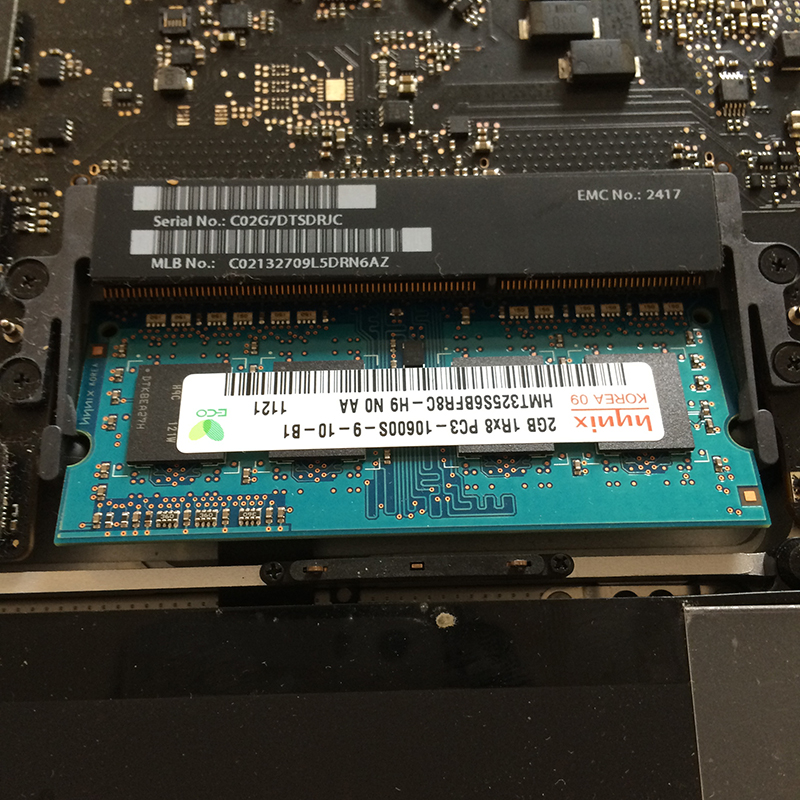 EMC No.: 2417
Serial No.: C02G7DTSDRJC
MLB No.: C02132709L5DRN6AZ
hynix
KOREA 09
2GB 1Rx8 PC3-10600S-9-10-B1
HMT325S6BFR8C-H9 N0 AA
1121
ECO